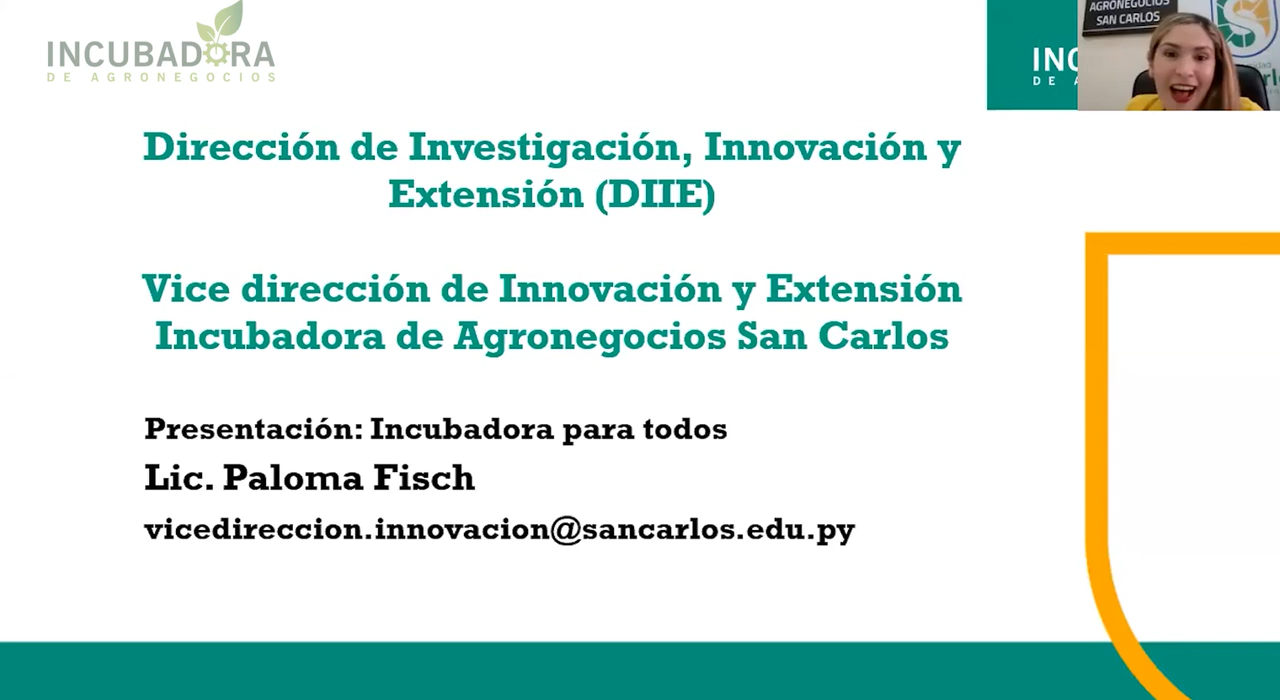 INCUBADORA
DE AGRONEGOCIOS
AGRONEGOCIOS
SAN CARLOS
Dirección de Investigación, Innovación y
Extensión (DIIE)
Vice dirección de Innovación y Extensión
Incubadora de Agronegocios San Carlos
Presentación: Incubadora para todos
Lic. Paloma Fisch
vicedireccion.innovacion@sancarlos.edu.py